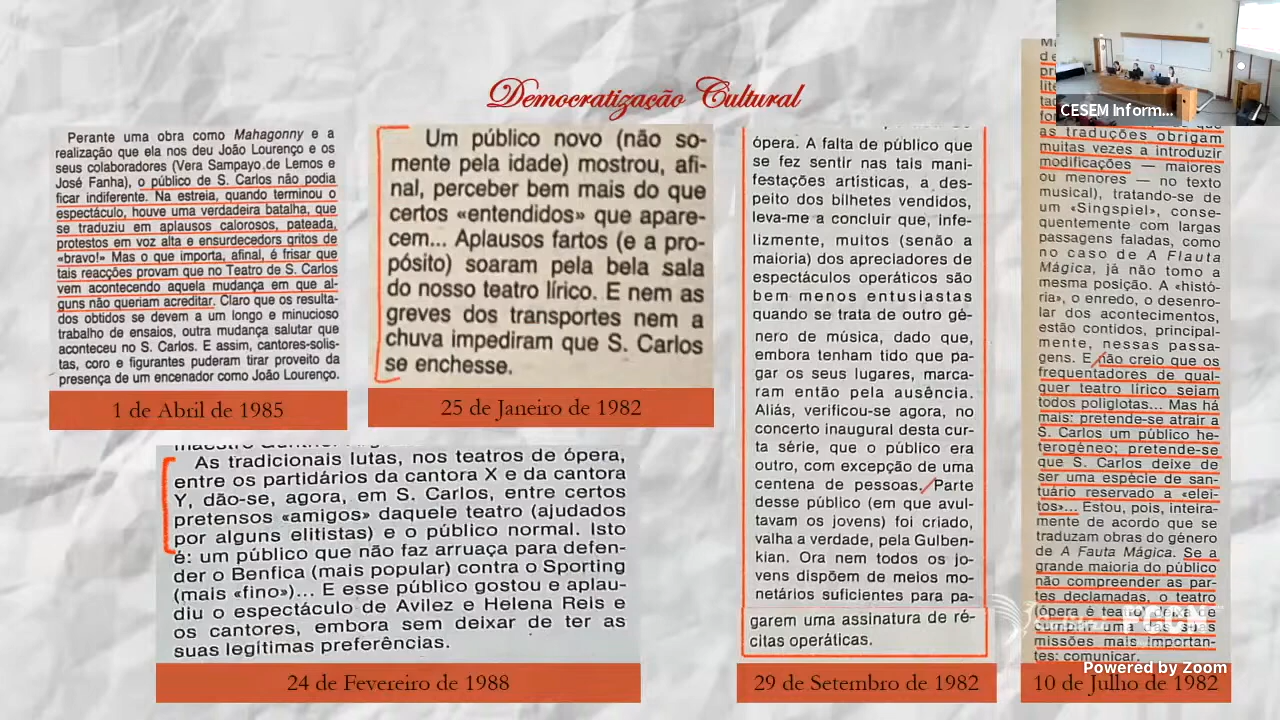 Democratização Cultural
Perante uma obra como Mahagonny e a
realização que ela nos deu João Lourenço e os
seus colaboradores (Vera Sampayo de Lemos e
José Fanha), o público de S. Carlos não podia
ficar indiferente. Na estreia, quando terminou o
espectáculo, houve uma verdadeira batalha, que
se traduziu em aplausos calorosos, pateada,
protestos em voz alta e ensurdecedors gritos de
«bravo!» Mas o que importa, afinal, é frisar que
tais reacções provam que no Teatro de S. Carlos
vem acontecendo aquela mudança em que al-
guns não queriam acreditar. Claro que os resulta-
dos obtidos se devem a um longo e minucioso
trabalho de ensaios, outra mudança salutar que
aconteceu no S. Carlos. E assim, cantores-solis-
tas, coro e figurantes puderam tirar proveito da
presença de um encenador como João Lourenço.
1 de Abril de 1985
Um público novo (não so-
mente pela idade) mostrou, afi-
nal, perceber bem mais do que
certos «entendidos» que apare-
cem... Aplausos fartos (e a pro-
pósito) soaram pela bela sala
do nosso teatro lírico. E nem as
greves dos transportes nem a
chuva impediram que S. Carlos
se enchesse.
25 de Janeiro de 1982
As tradicionais lutas, nos teatros de ópera,
entre os partidários da cantora X e da cantora
Y, dão-se, agora, em S. Carlos, entre certos
pretensos «amigos» daquele teatro (ajudados
por alguns elitistas) e o público normal. Isto
é: um público que não faz arruaça para defen-
der o Benfica (mais popular) contra o Sporting
(mais «fino»)... E esse público gostou e aplau-
diu o espectáculo de Avilez e Helena Reis e
os cantores, embora sem deixar de ter as
suas legítimas preferências.
24 de Fevereiro de 1988
ópera. A falta de público que
se fez sentir nas tais mani-
festações artísticas, a des-
peito dos bilhetes vendidos,
leva-me a concluir que, infe-
lizmente, muitos (senão a
maioria) dos apreciadores de
espectáculos operáticos são
bem menos entusiastas
quando se trata de outro gé-
nero de música, dado que,
embora tenham tido que pa-
gar os seus lugares, marca-
ram então pela ausência.
Aliás, verificou-se agora, no
concerto inaugural desta cur-
ta série, que o público era
outro, com excepção de uma
centena de pessoas. Parte
desse público (em que avul-
tavam os jovens) foi criado,
valha a verdade, pela Gulben-
kian. Ora nem todos os jo-
vens dispõem de meios mo-
netários suficientes para pa-
garem uma assinatura de ré-
citas operáticas.
29 de Setembro de 1982
CESEM Inform...
as traduções obrigam
muitas vezes a introduzir
modificações — maiores
ou menores — no texto
musical), tratando-se de
um «Singspiel», conse-
quentemente com largas
passagens faladas, como
no caso de A Flauta
Mágica, já não tomo a
mesma posição. A «histó-
ria», o enredo, o desenro-
lar dos acontecimentos,
estão contidos, principal-
mente, nessas passa-
gens. E não creio que os
frequentadores de qual-
quer teatro lírico sejam
todos poliglotas... Mas há
mais: pretende-se atrair a
S. Carlos um público he-
terogéneo; pretende-se
que S. Carlos deixe de
ser uma espécie de san-
tuário reservado a «elei-
tos»... Estou, pois, inteira-
mente de acordo que se
traduzam obras do género
de A Fauta Mágica. Se a
grande maioria do público
não compreender as par-
tes declamadas, o teatro
(ópera é teatro) deixa de
cumprir uma das suas
missões mais importan-
tes: comunicar.
FCCN
Powered by Zoom
10 de Julho de 1982